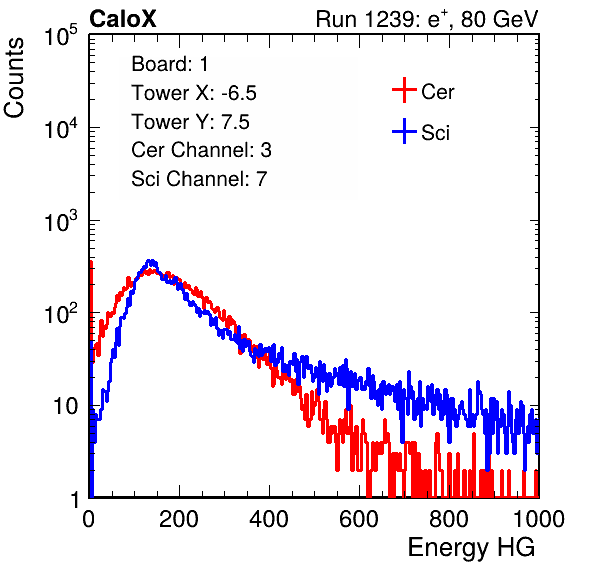 CaloX Run 1239: e⁺, 80 GeV
Counts
Board: 1
Tower X: -6.5
Tower Y: 7.5
Cer Channel: 3
Sci Channel: 7
Cer
Sci
10⁵
10⁴
10³
10²
10
1
0 200 400 600 800 1000
Energy HG